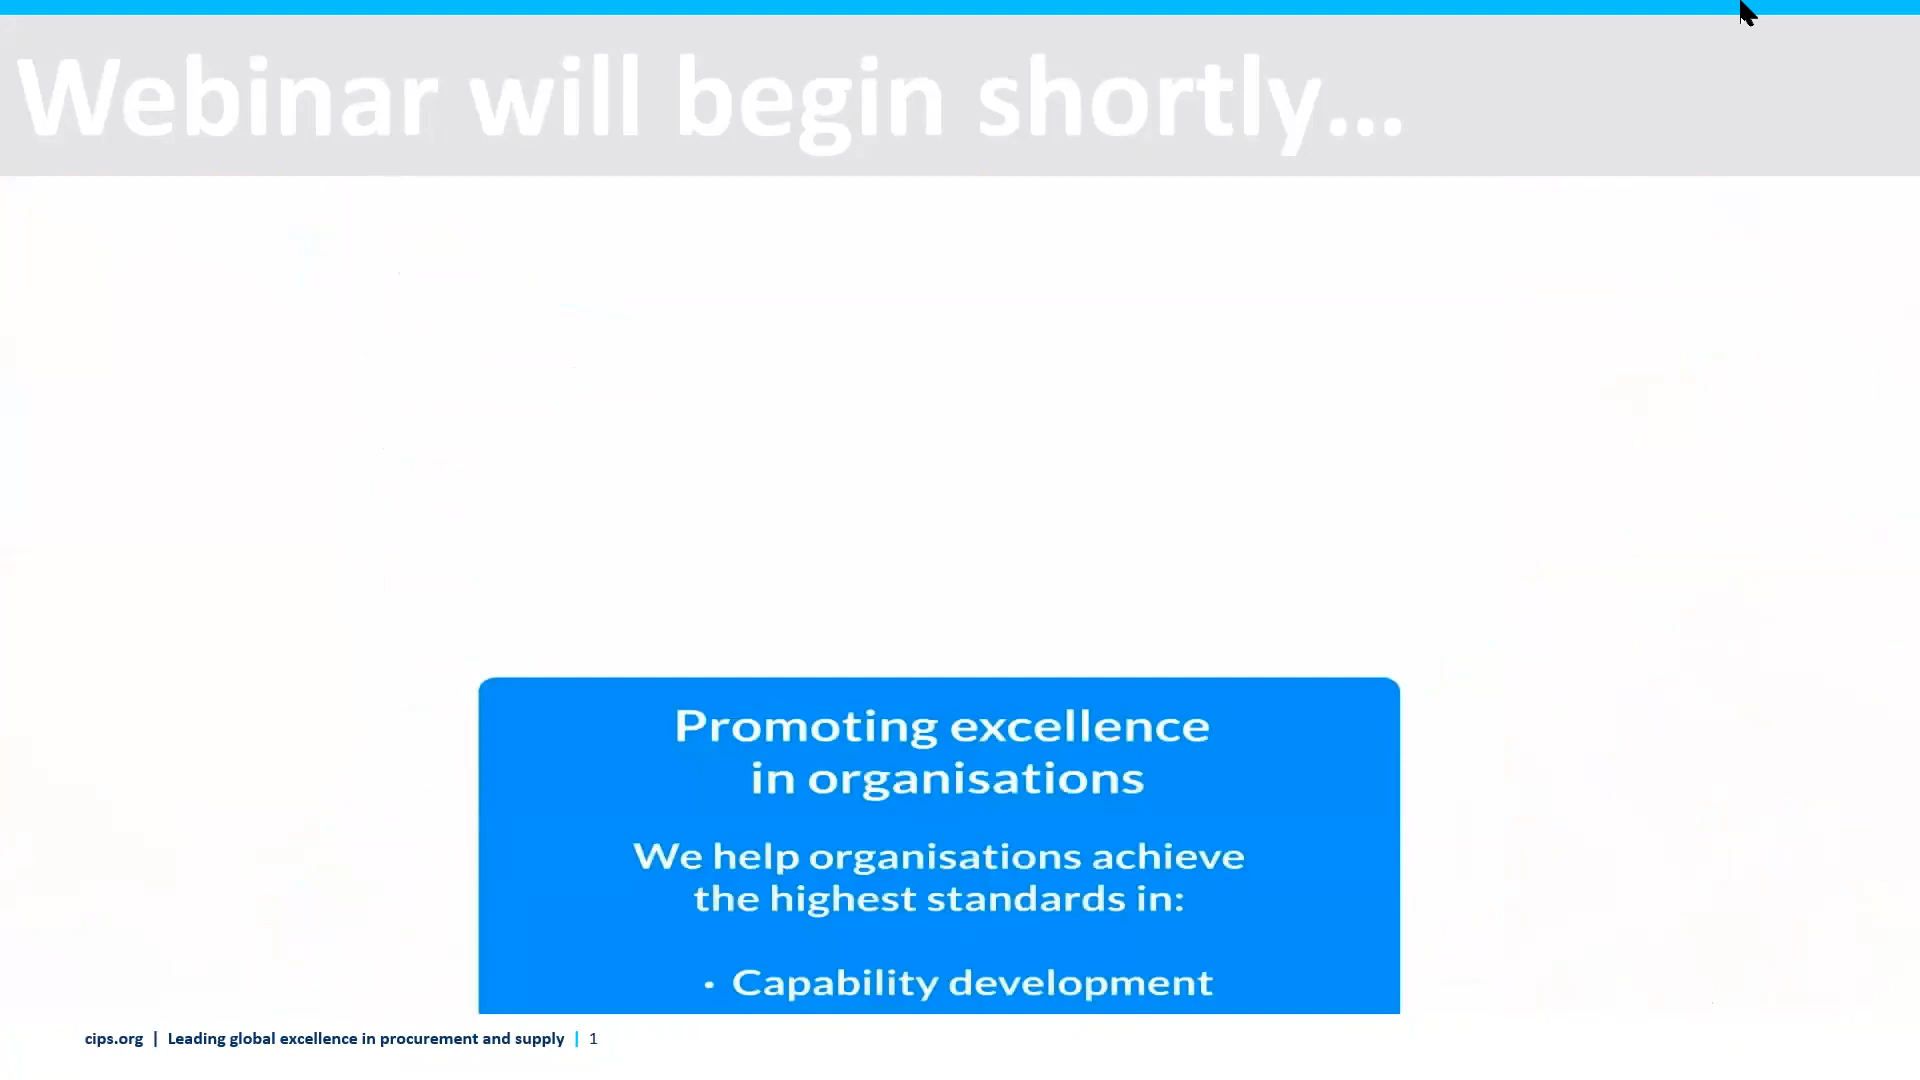 Webinar will begin shortly...
Promoting excellence
in organisations
We help organisations achieve
the highest standards in:
· Capability development
cips.org | Leading global excellence in procurement and supply | 1